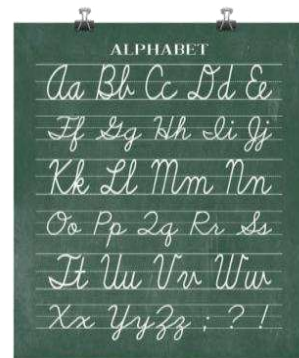 ALPHABET
Aa Bb Cc Dd Ee
Ff Gg Hh Ii Jj
Kk Ll Mm Nn
Oo Pp Qq Rr Ss
Tt Uu Vv Ww
Xx Yy Zz ; ? !